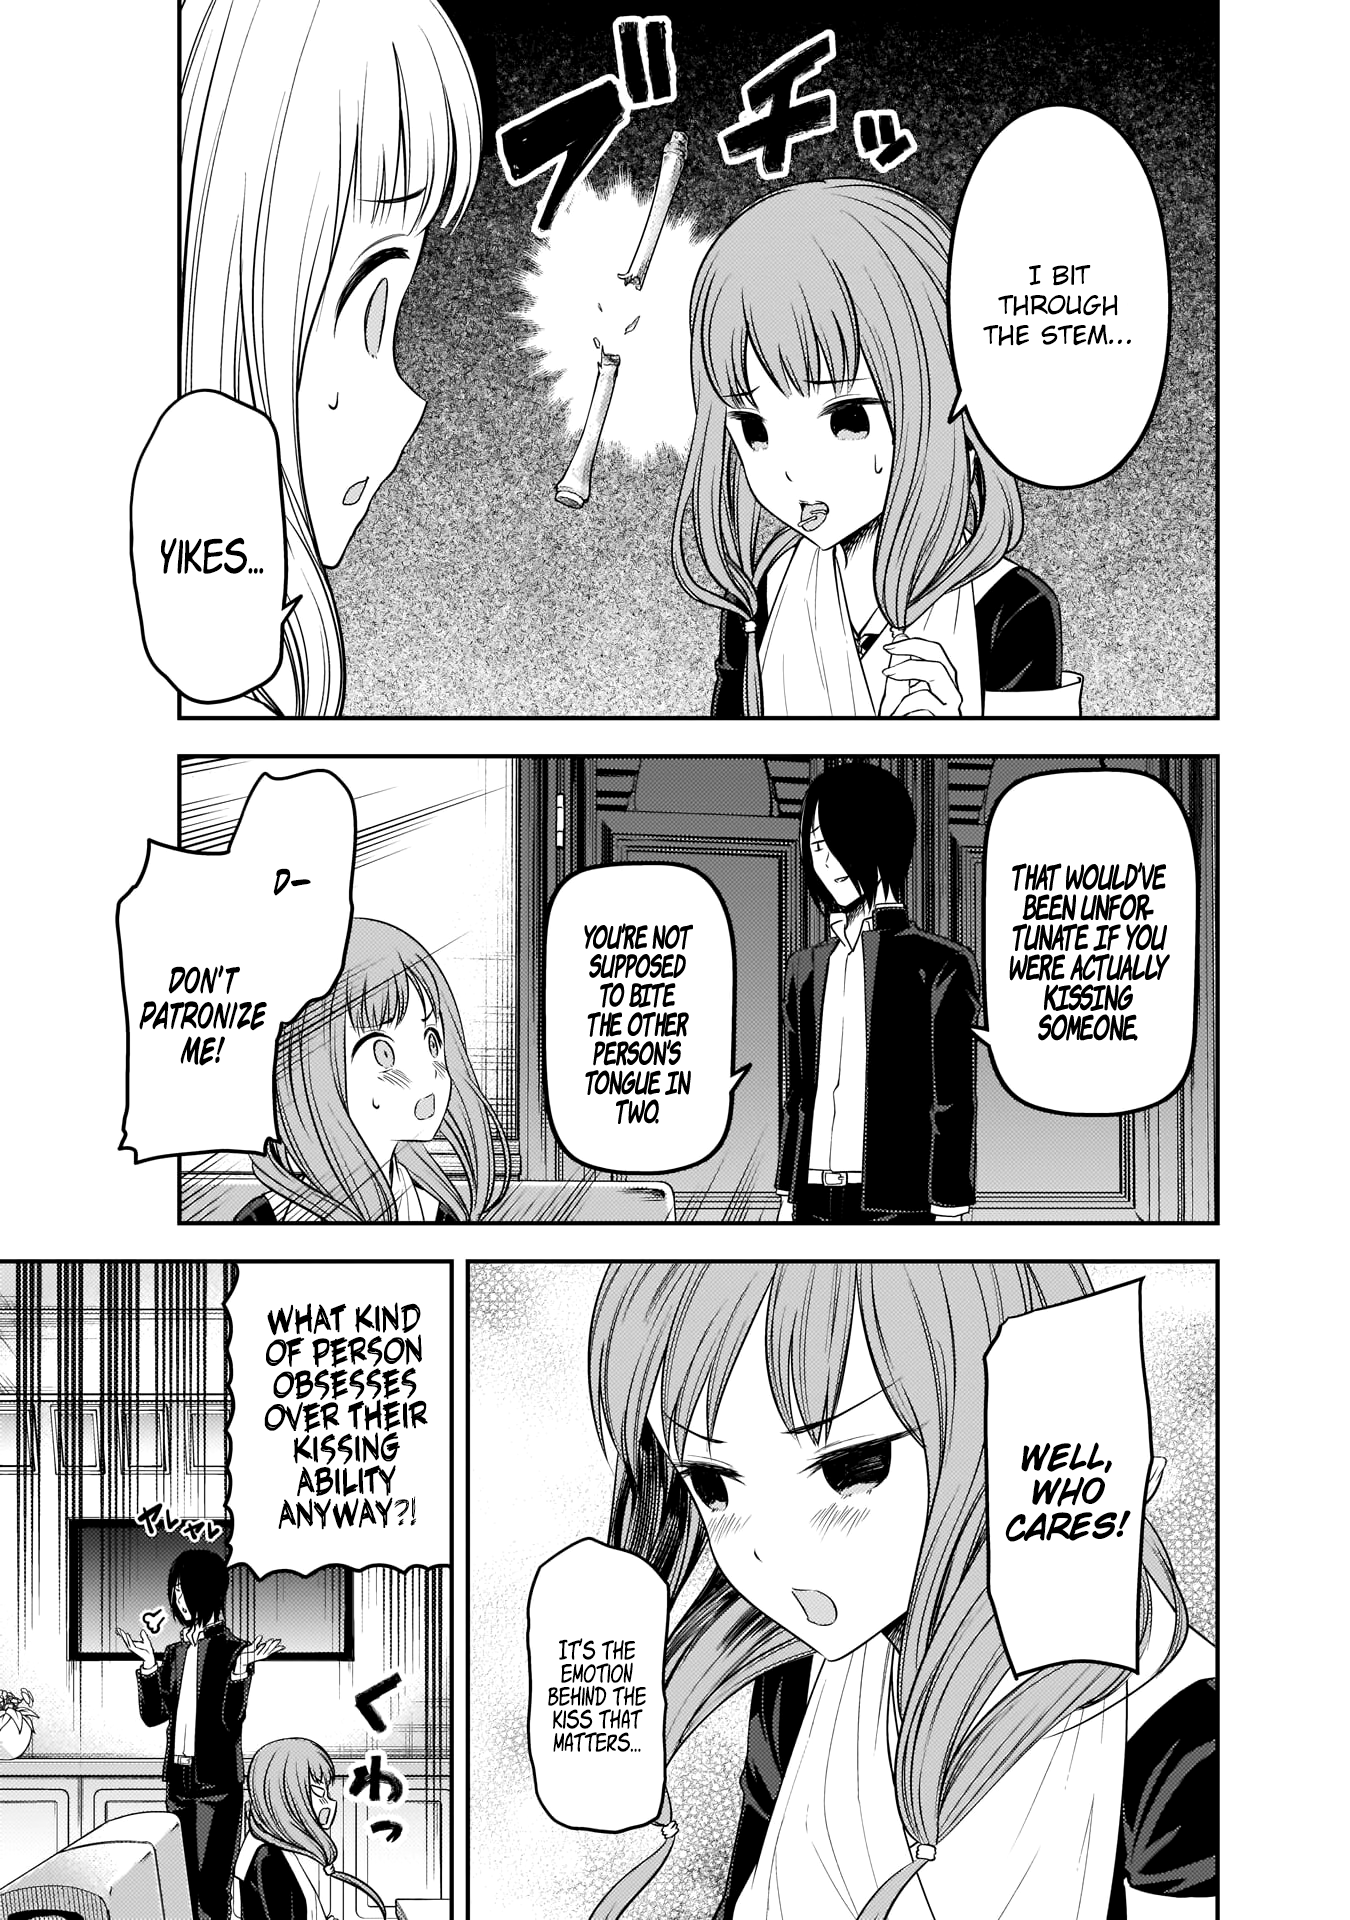 ブチッ
I BIT
THROUGH
THE STEM...
YIKES...
THAT WOULD'VE
BEEN UNFOR-
TUNATE IF YOU
WERE ACTUALLY
KISSING
SOMEONE.
YOU'RE NOT
SUPPOSED
TO BITE
THE OTHER
PERSON'S
TONGUE IN
TWO.
D-
DON'T
PATRONIZE
ME!
WELL,
WHO
CARES!
IT'S THE
EMOTION
BEHIND THE
KISS THAT
MATTERS...
WHAT KIND
OF PERSON
OBSESSES
OVER THEIR
KISSING
ABILITY
ANYWAY?!
ヤレヤレ
くわっ